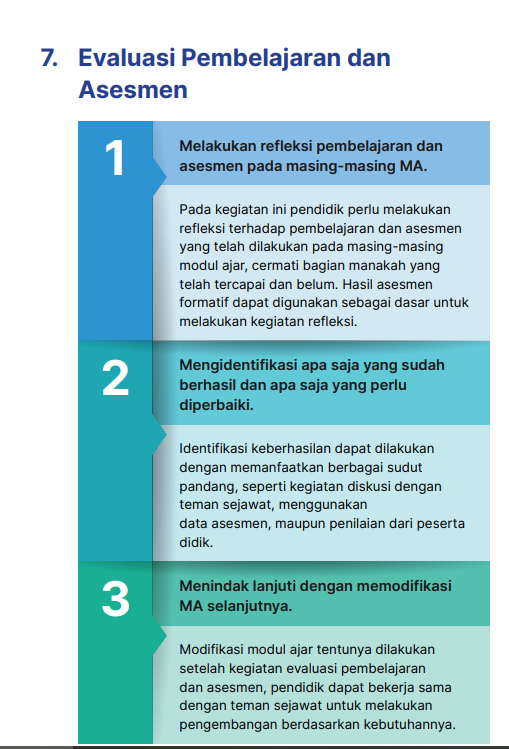 7. Evaluasi Pembelajaran dan
Asesmen
1
Melakukan refleksi pembelajaran dan
asesmen pada masing-masing MA.
Pada kegiatan ini pendidik perlu melakukan
refleksi terhadap pembelajaran dan asesmen
yang telah dilakukan pada masing-masing
modul ajar, cermati bagian manakah yang
telah tercapai dan belum. Hasil asesmen
formatif dapat digunakan sebagai dasar untuk
melakukan kegiatan refleksi.
2
Mengidentifikasi apa saja yang sudah
berhasil dan apa saja yang perlu
diperbaiki.
Identifikasi keberhasilan dapat dilakukan
dengan memanfaatkan berbagai sudut
pandang, seperti kegiatan diskusi dengan
teman sejawat, menggunakan
data asesmen, maupun penilaian dari peserta
didik.
3
Menindak lanjuti dengan memodifikasi
MA selanjutnya.
Modifikasi modul ajar tentunya dilakukan
setelah kegiatan evaluasi pembelajaran
dan asesmen, pendidik dapat bekerja sama
dengan teman sejawat untuk melakukan
pengembangan berdasarkan kebutuhannya.